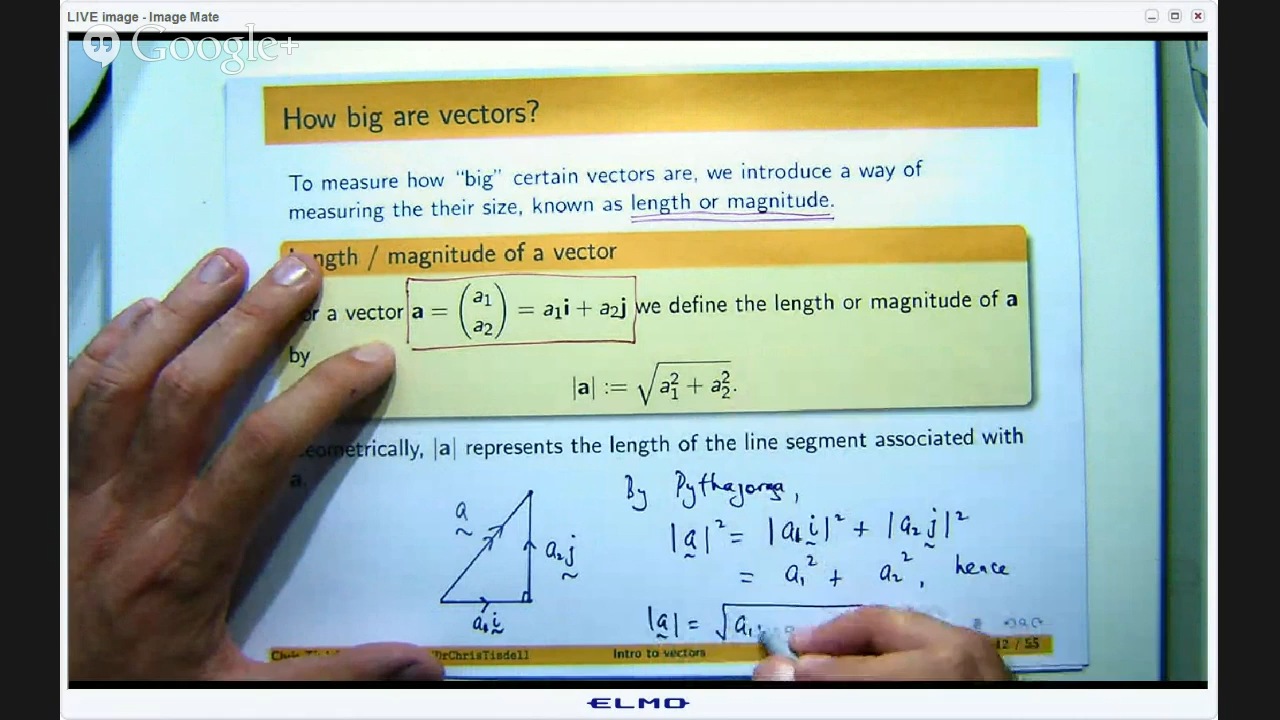 LIVE image - Image Mate
Google+
How big are vectors?
To measure how “big” certain vectors are, we introduce a way of
measuring the their size, known as length or magnitude.
ngth / magnitude of a vector
r a vector a = (a₁ a₂) = a₁i + a₂j we define the length or magnitude of a
by
|a| := √(a₁² + a₂²).
eometrically, |a| represents the length of the line segment associated with
a.
By Pythagoras,
|a|² = |a₁i|² + |a₂j|²
= a₁² + a₂², hence
|a| = √a₁
a
a₂j
a₁i
DrChrisTisdell
Intro to vectors
12 / 55
ELMO